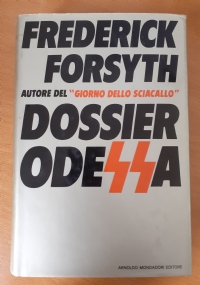 FREDERICK
FORSYTH
AUTORE DEL "GIORNO DELLO SCIACALLO"
DOSSIER
ODESSA
ARNOLDO MONDADORI EDITORE